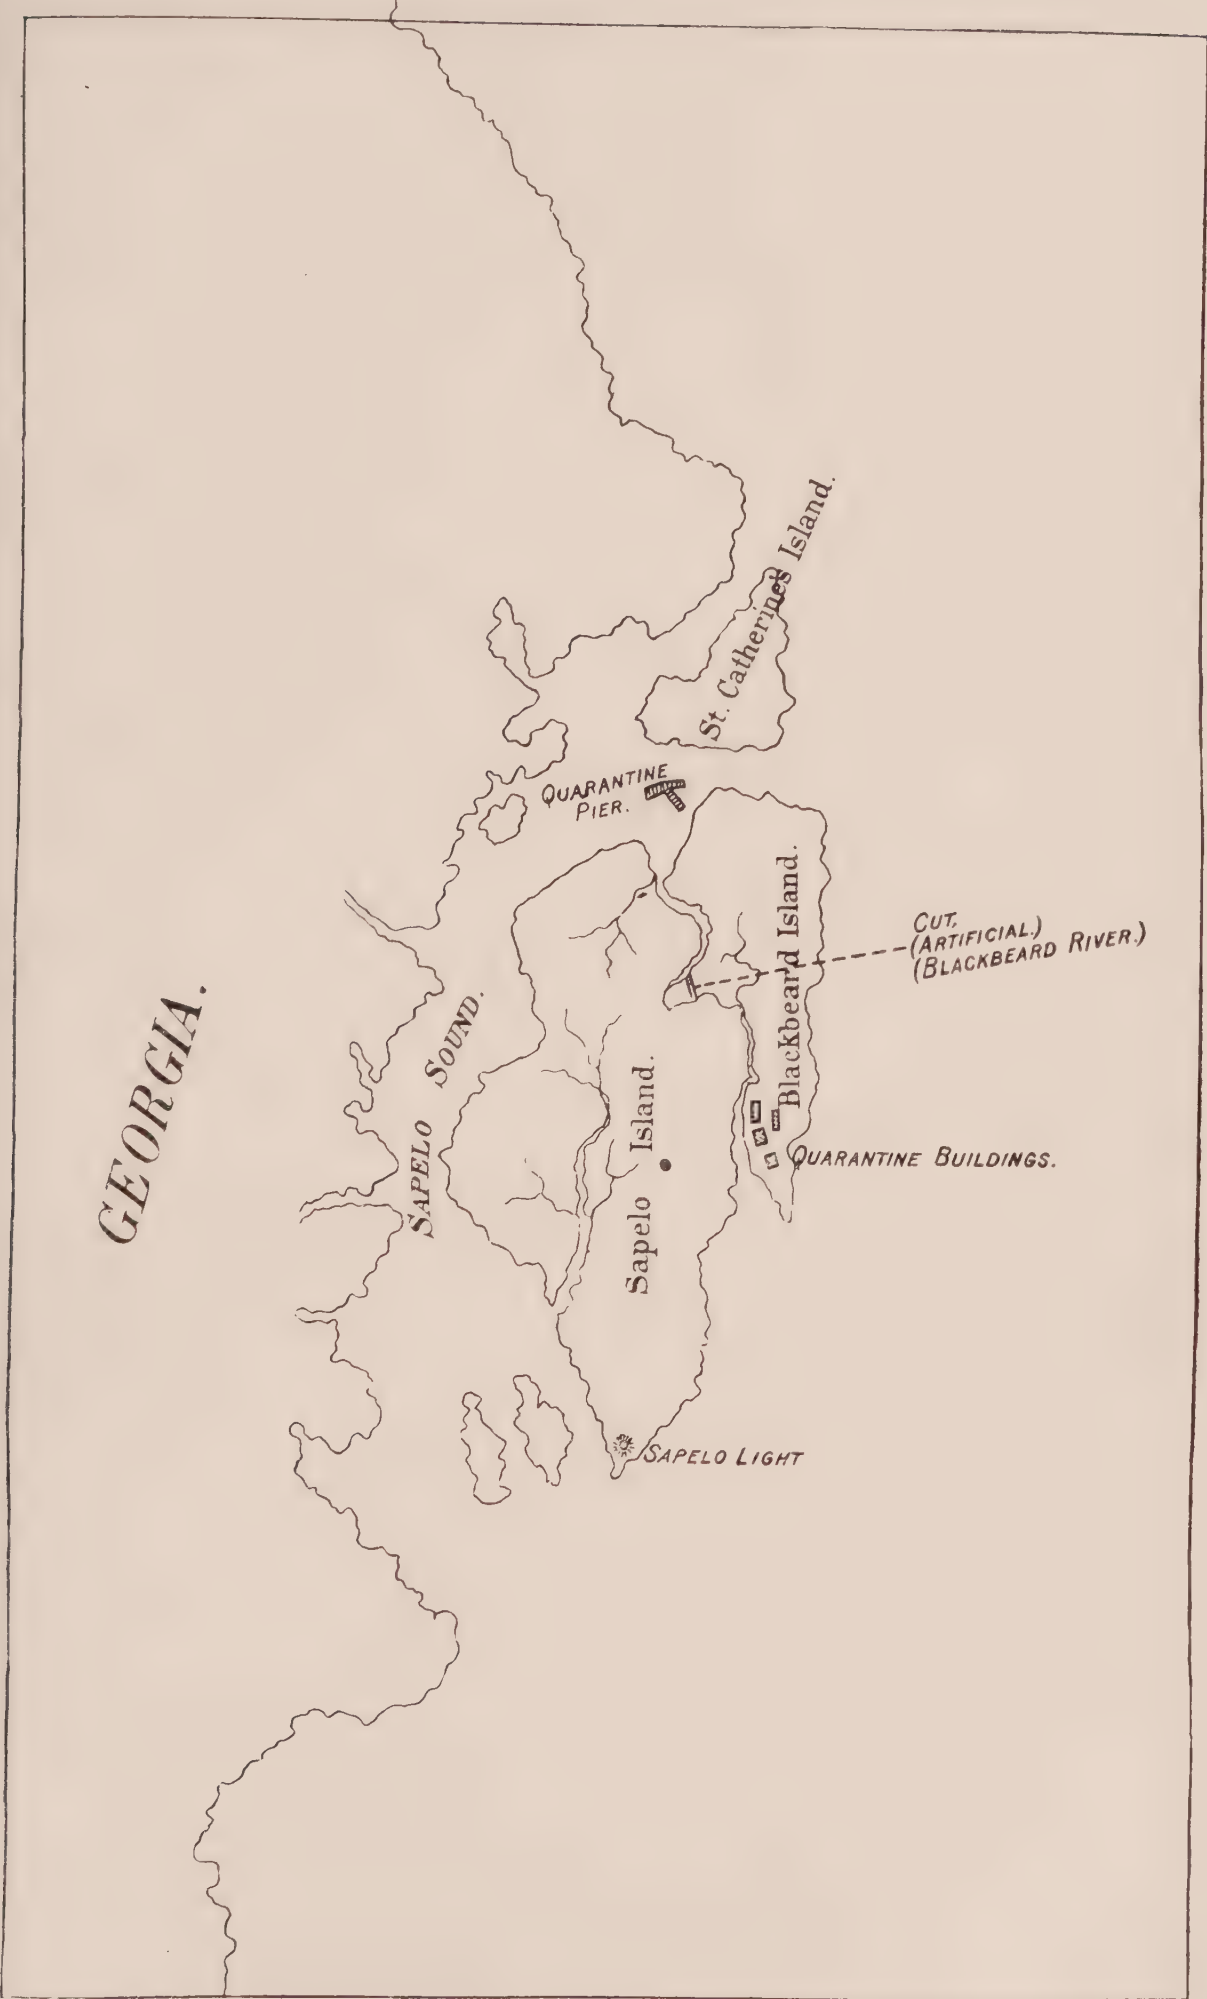 GEORGIA.
St. Catherines Island.
QUARANTINE
PIER.
SAPELO SOUND.
Blackbeard Island.
CUT,
(ARTIFICIAL.)
(BLACKBEARD RIVER.)
Sapelo Island.
QUARANTINE BUILDINGS.
SAPELO LIGHT